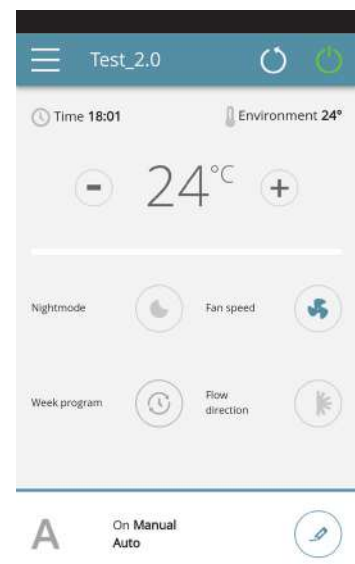 Test_2.0
Time 18:01
Environment 24°
- 24°C +
Nightmode
Fan speed
Week program
Flow
direction
A
On Manual
Auto